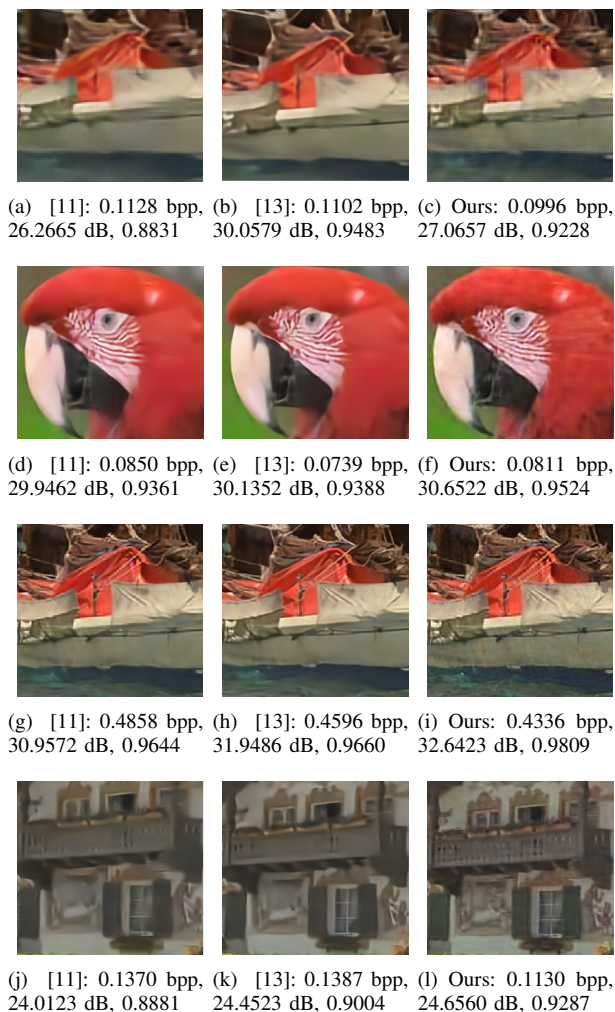 (a) [11]: 0.1128 bpp, 26.2665 dB, 0.8831
(b) [13]: 0.1102 bpp, 30.0579 dB, 0.9483
(c) Ours: 0.0996 bpp, 27.0657 dB, 0.9228
(d) [11]: 0.0850 bpp, 29.9462 dB, 0.9361
(e) [13]: 0.0739 bpp, 30.1352 dB, 0.9388
(f) Ours: 0.0811 bpp, 30.6522 dB, 0.9524
(g) [11]: 0.4858 bpp, 30.9572 dB, 0.9644
(h) [13]: 0.4596 bpp, 31.9486 dB, 0.9660
(i) Ours: 0.4336 bpp, 32.6423 dB, 0.9809
(j) [11]: 0.1370 bpp, 24.0123 dB, 0.8881
(k) [13]: 0.1387 bpp, 24.4523 dB, 0.9004
(l) Ours: 0.1130 bpp, 24.6560 dB, 0.9287